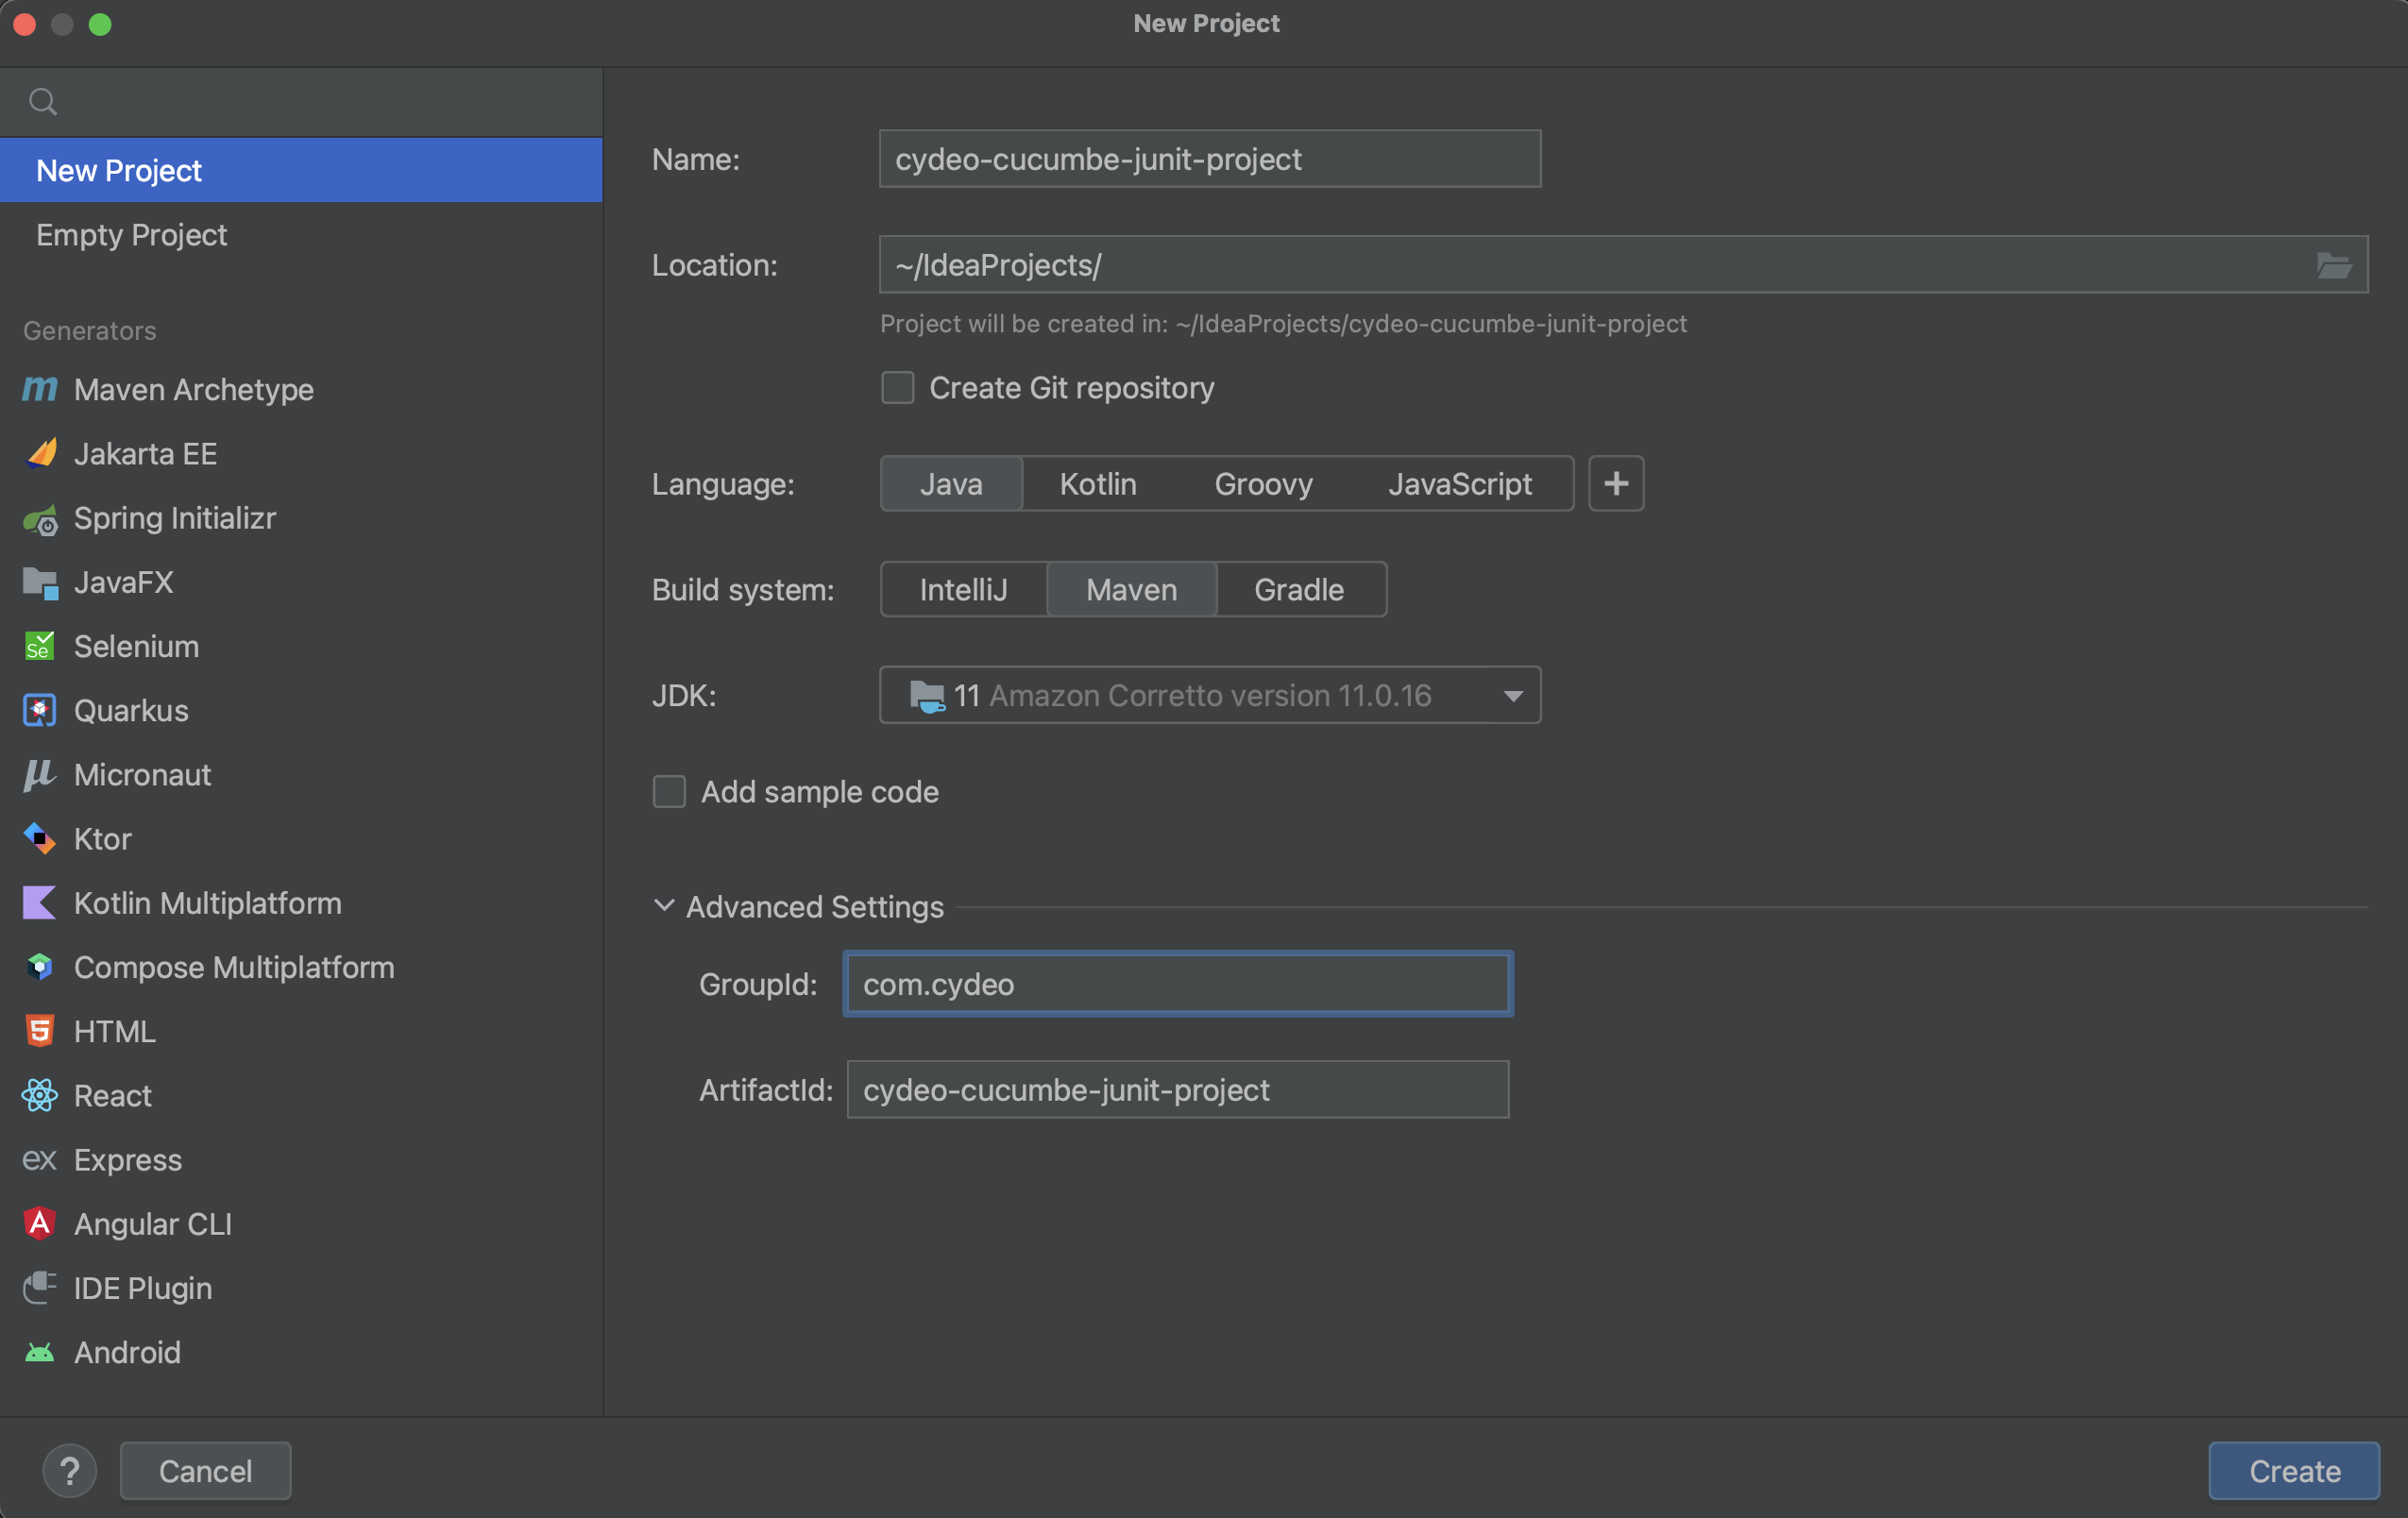 New Project
New Project
Empty Project
Generators
Maven Archetype
Jakarta EE
Spring Initializr
JavaFX
Se
Selenium
Quarkus
Micronaut
Ktor
Kotlin Multiplatform
Compose Multiplatform
HTML
React
ex Express
Angular CLI
IDE Plugin
Android
Name: cydeo-cucumbe-junit-project
Location: ~/IdeaProjects/
Project will be created in: ~/IdeaProjects/cydeo-cucumbe-junit-project
Create Git repository
Language: Java Kotlin Groovy JavaScript +
Build system: IntelliJ Maven Gradle
JDK: 11 Amazon Corretto version 11.0.16
Add sample code
Advanced Settings
GroupId: com.cydeo
ArtifactId: cydeo-cucumbe-junit-project
? Cancel Create